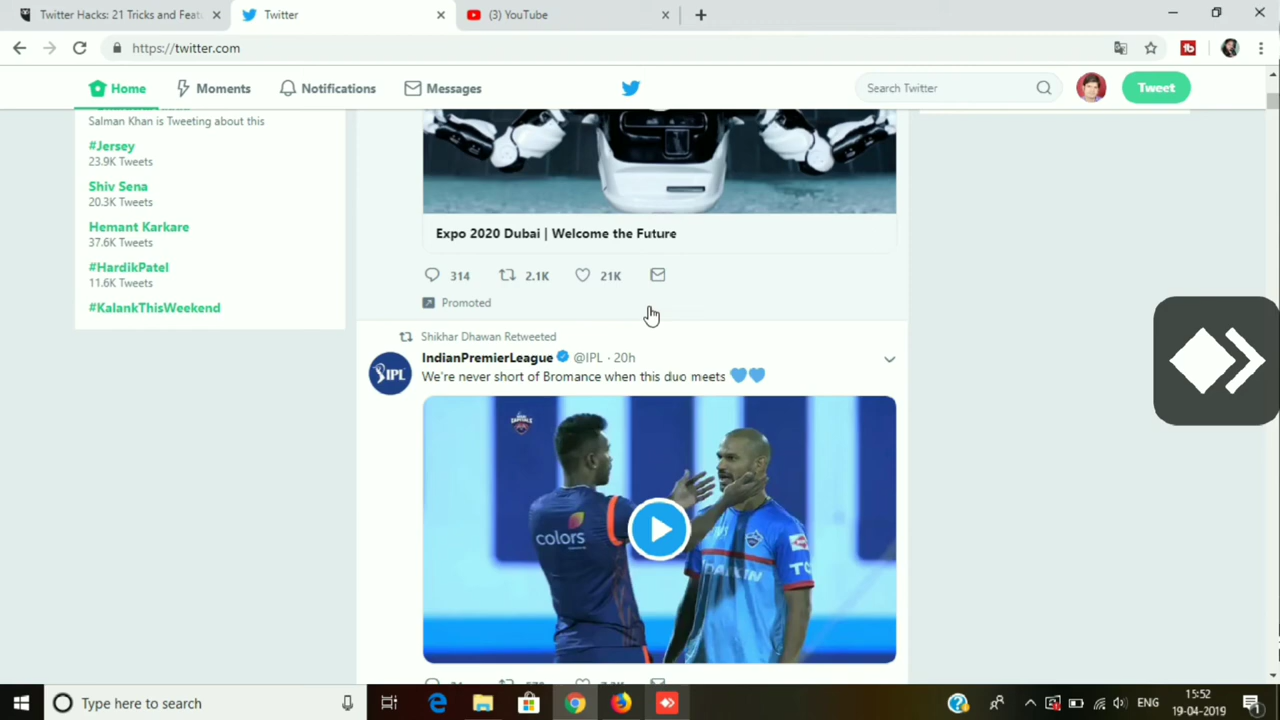 Twitter Hacks: 21 Tricks and Feat
Twitter
(3) YouTube
https://twitter.com
Home
Moments
Notifications
Messages
Search Twitter
Tweet
Salman Khan is Tweeting about this
#Jersey
23.9K Tweets
Shiv Sena
20.3K Tweets
Hemant Karkare
37.6K Tweets
#HardikPatel
11.6K Tweets
#KalankThisWeekend
Expo 2020 Dubai | Welcome the Future
314 2.1K 21K
Promoted
Shikhar Dhawan Retweeted
IndianPremierLeague @IPL · 20h
We're never short of Bromance when this duo meets 💙💙
IPL
colors
DAIKIN
Type here to search
ENG
15:52
19-04-2019